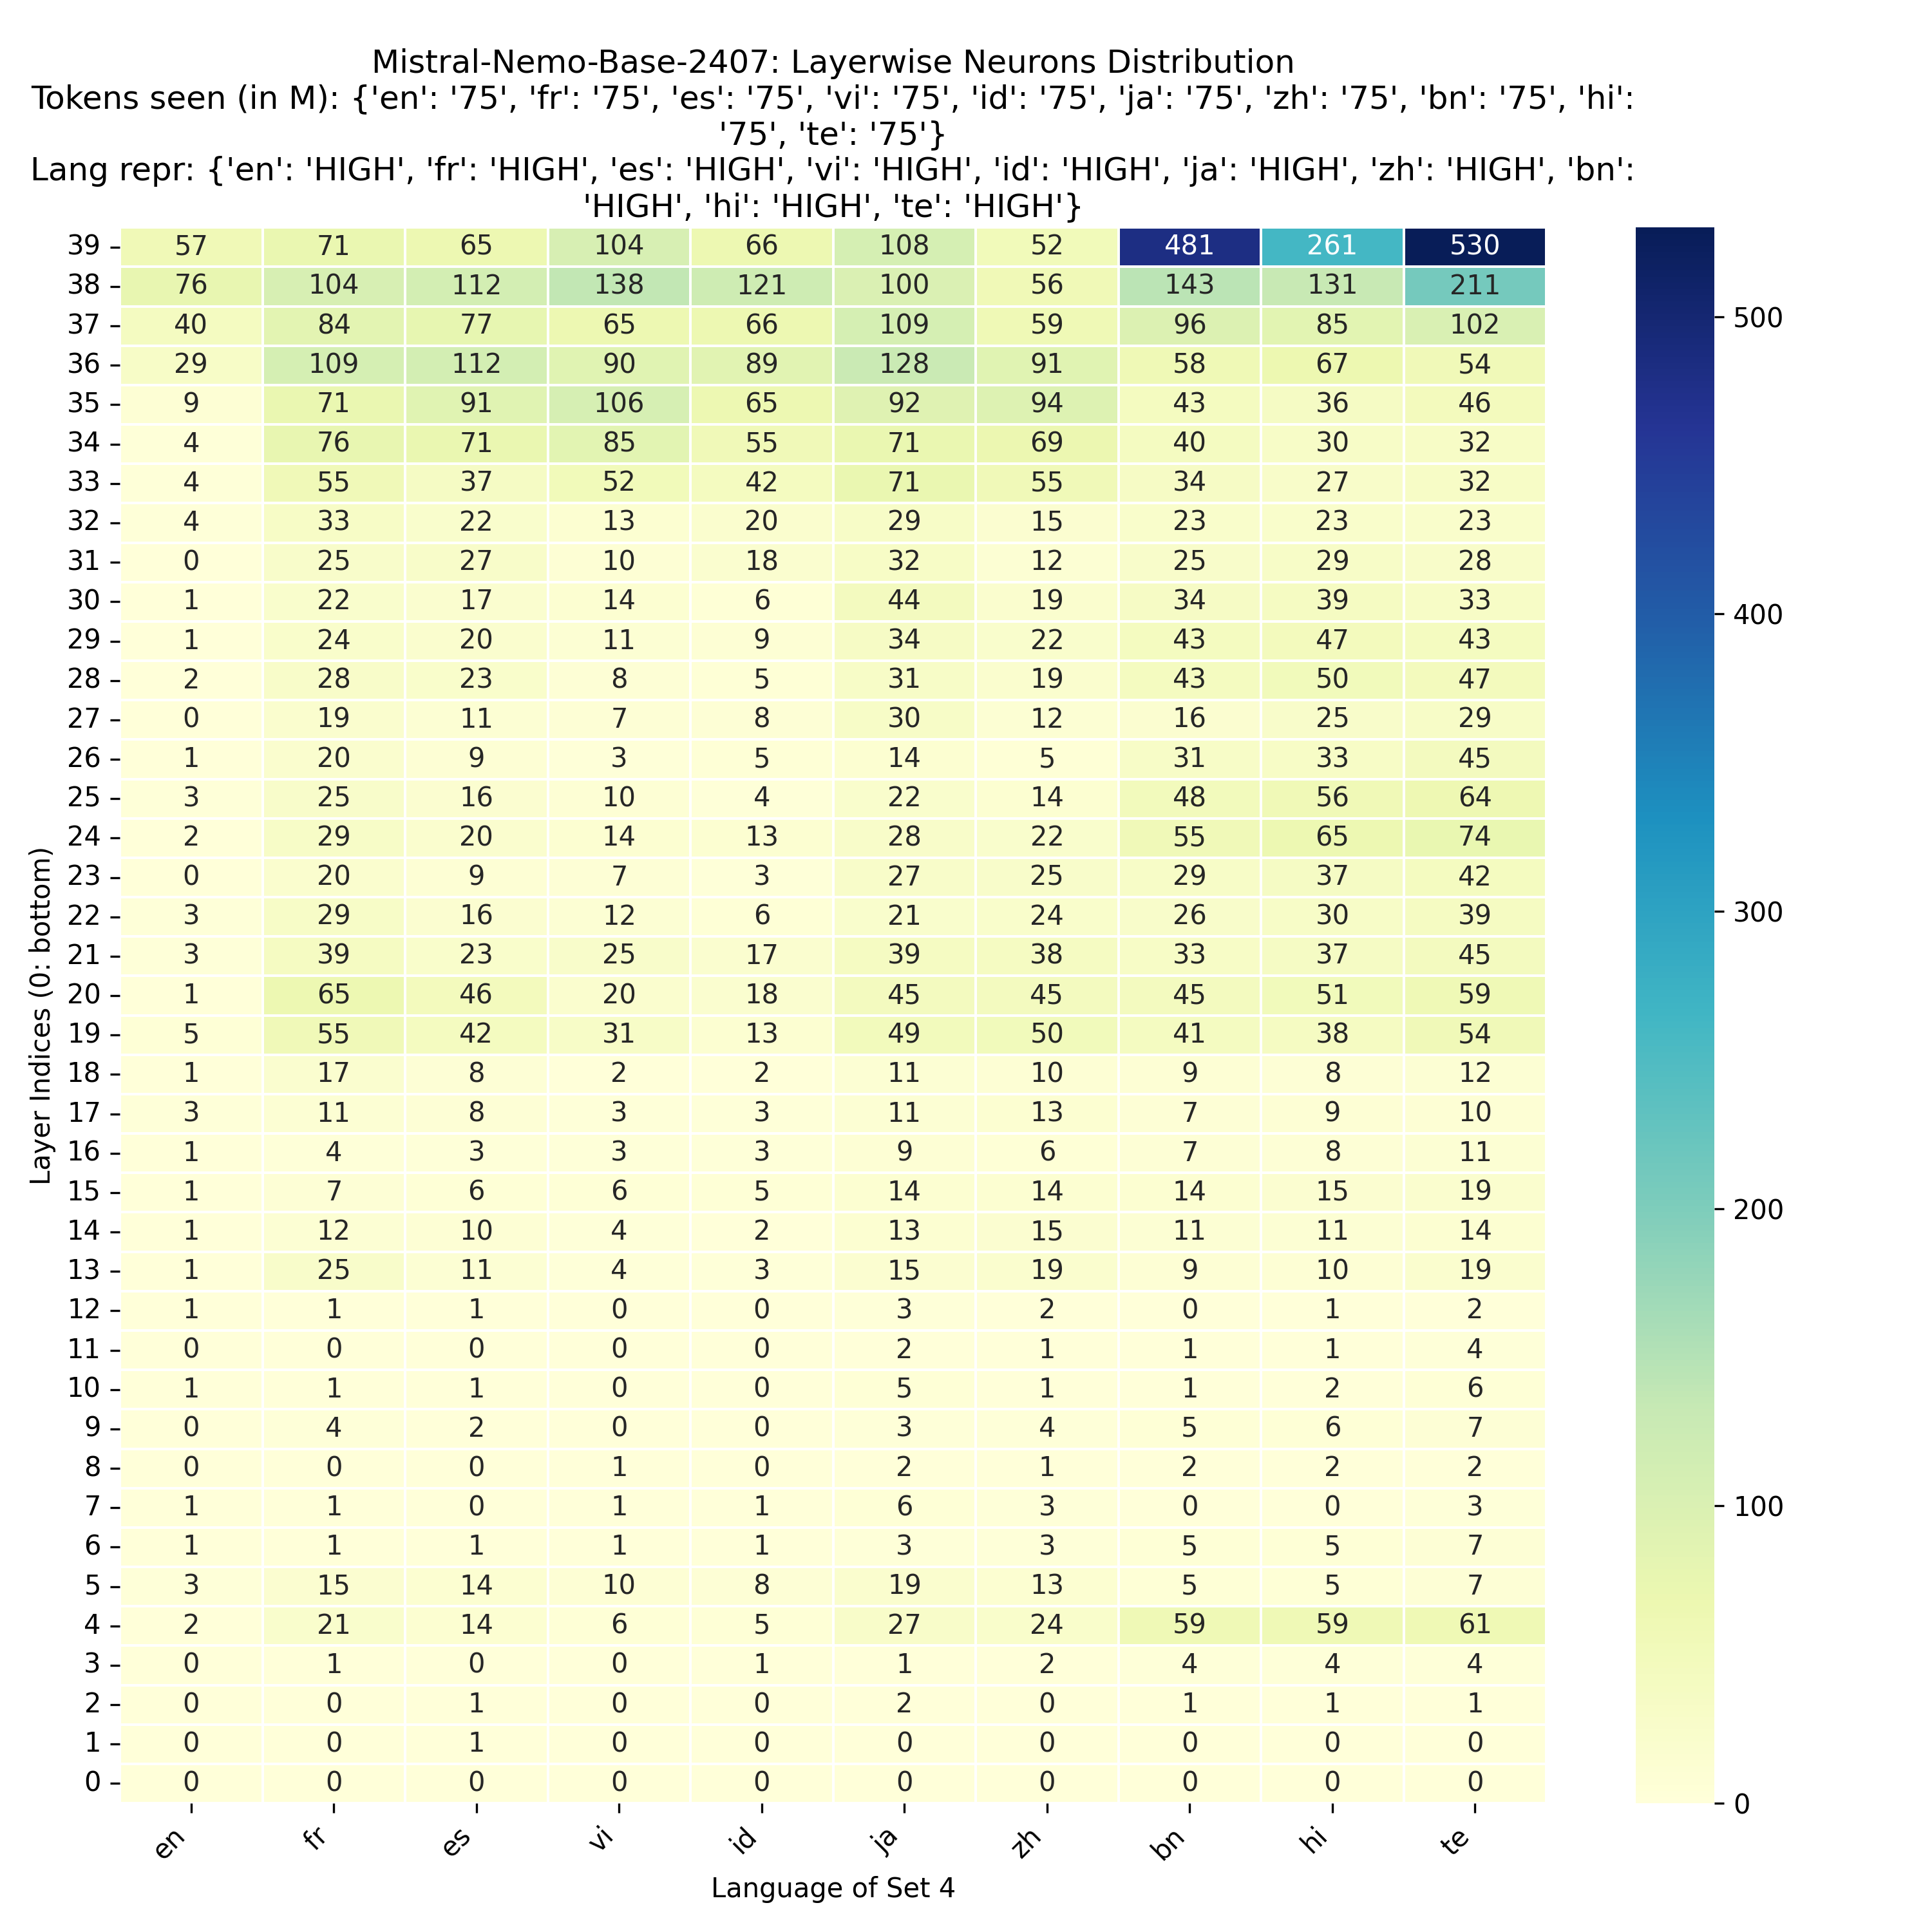 Mistral-Nemo-Base-2407: Layerwise Neurons Distribution
Tokens seen (in M): {'en': '75', 'fr': '75', 'es': '75', 'vi': '75', 'id': '75', 'ja': '75', 'zh': '75', 'bn': '75', 'hi':
'75', 'te': '75'}
Lang repr: {'en': 'HIGH', 'fr': 'HIGH', 'es': 'HIGH', 'vi': 'HIGH', 'id': 'HIGH', 'ja': 'HIGH', 'zh': 'HIGH', 'bn':
'HIGH', 'hi': 'HIGH', 'te': 'HIGH'}
39 57 71 65 104 66 108 52 481 261 530
38 76 104 112 138 121 100 56 143 131 211
37 40 84 77 65 66 109 59 96 85 102
36 29 109 112 90 89 128 91 58 67 54
35 9 71 91 106 65 92 94 43 36 46
34 4 76 71 85 55 71 69 40 30 32
33 4 55 37 52 42 71 55 34 27 32
32 4 33 22 13 20 29 15 23 23 23
31 0 25 27 10 18 32 12 25 29 28
30 1 22 17 14 6 44 19 34 39 33
29 1 24 20 11 9 34 22 43 47 43
28 2 28 23 8 5 31 19 43 50 47
27 0 19 11 7 8 30 12 16 25 29
26 1 20 9 3 5 14 5 31 33 45
25 3 25 16 10 4 22 14 48 56 64
24 2 29 20 14 13 28 22 55 65 74
23 0 20 9 7 3 27 25 29 37 42
22 3 29 16 12 6 21 24 26 30 39
21 3 39 23 25 17 39 38 33 37 45
20 1 65 46 20 18 45 45 45 51 59
19 5 55 42 31 13 49 50 41 38 54
18 1 17 8 2 2 11 10 9 8 12
17 3 11 8 3 3 11 13 7 9 10
16 1 4 3 3 3 9 6 7 8 11
15 1 7 6 6 5 14 14 14 15 19
14 1 12 10 4 2 13 15 11 11 14
13 1 25 11 4 3 15 19 9 10 19
12 1 1 1 0 0 3 2 0 1 2
11 0 0 0 0 0 2 1 1 1 4
10 1 1 1 0 0 5 1 1 2 6
9 0 4 2 0 0 3 4 5 6 7
8 0 0 0 1 0 2 1 2 2 2
7 1 1 0 1 1 6 3 0 0 3
6 1 1 1 1 1 3 3 5 5 7
5 3 15 14 10 8 19 13 5 5 7
4 2 21 14 6 5 27 24 59 59 61
3 0 1 0 0 1 1 2 4 4 4
2 0 0 1 0 0 2 0 1 1 1
1 0 0 1 0 0 0 0 0 0 0
0 0 0 0 0 0 0 0 0 0 0
en fr es vi id ja zh bn hi te
Language of Set 4
Layer Indices (0: bottom)
500
400
300
200
100
0